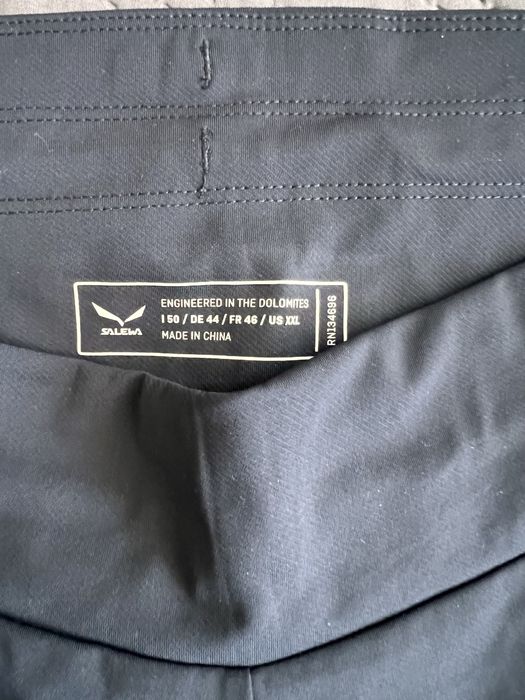 SALEWA
ENGINEERED IN THE DOLOMITES
I 50 / DE 44 / FR 46 / US XXL
MADE IN CHINA
RN134696